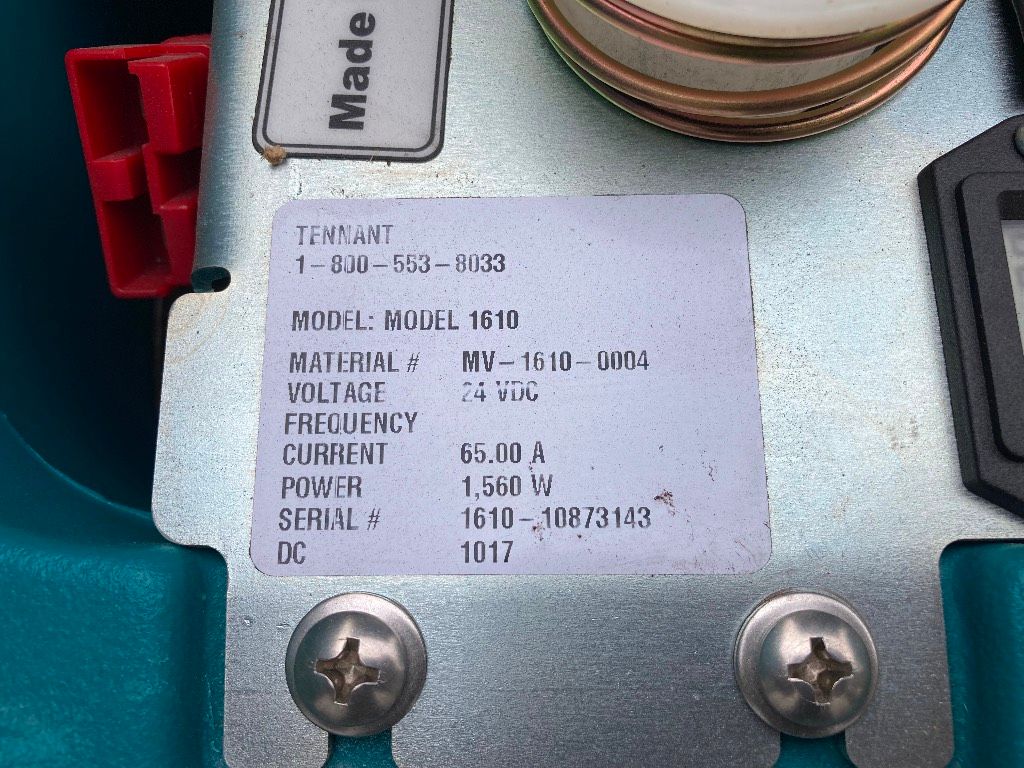 Made
TENNANT
1-800-553-8033
MODEL: MODEL 1610
MATERIAL # MV-1610-0004
VOLTAGE 24 VDC
FREQUENCY
CURRENT 65.00 A
POWER 1,560 W
SERIAL # 1610-10873143
DC 1017